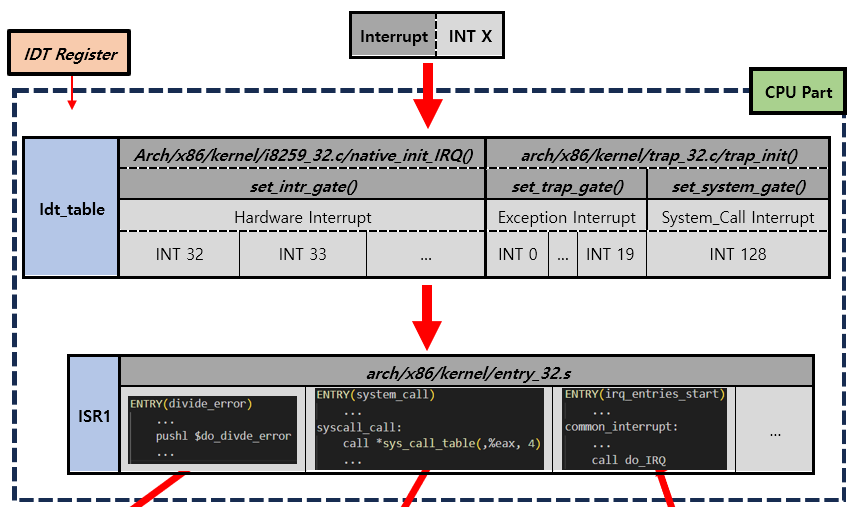 Interrupt INT X
IDT Register
CPU Part
Idt_table
Arch/x86/kernel/i8259_32.c/native_init_IRQ() arch/x86/kernel/trap_32.c/trap_init()
set_intr_gate() set_trap_gate() set_system_gate()
Hardware Interrupt Exception Interrupt System_Call Interrupt
INT 32 INT 33 ... INT 0 ... INT 19 INT 128
ISR1
arch/x86/kernel/entry_32.s
ENTRY(divide_error)
...
pushl $do_divde_error
...
ENTRY(system_call)
...
syscall_call:
call *sys_call_table(,%eax, 4)
...
ENTRY(irq_entries_start)
...
common_interrupt:
...
call do_IRQ
...